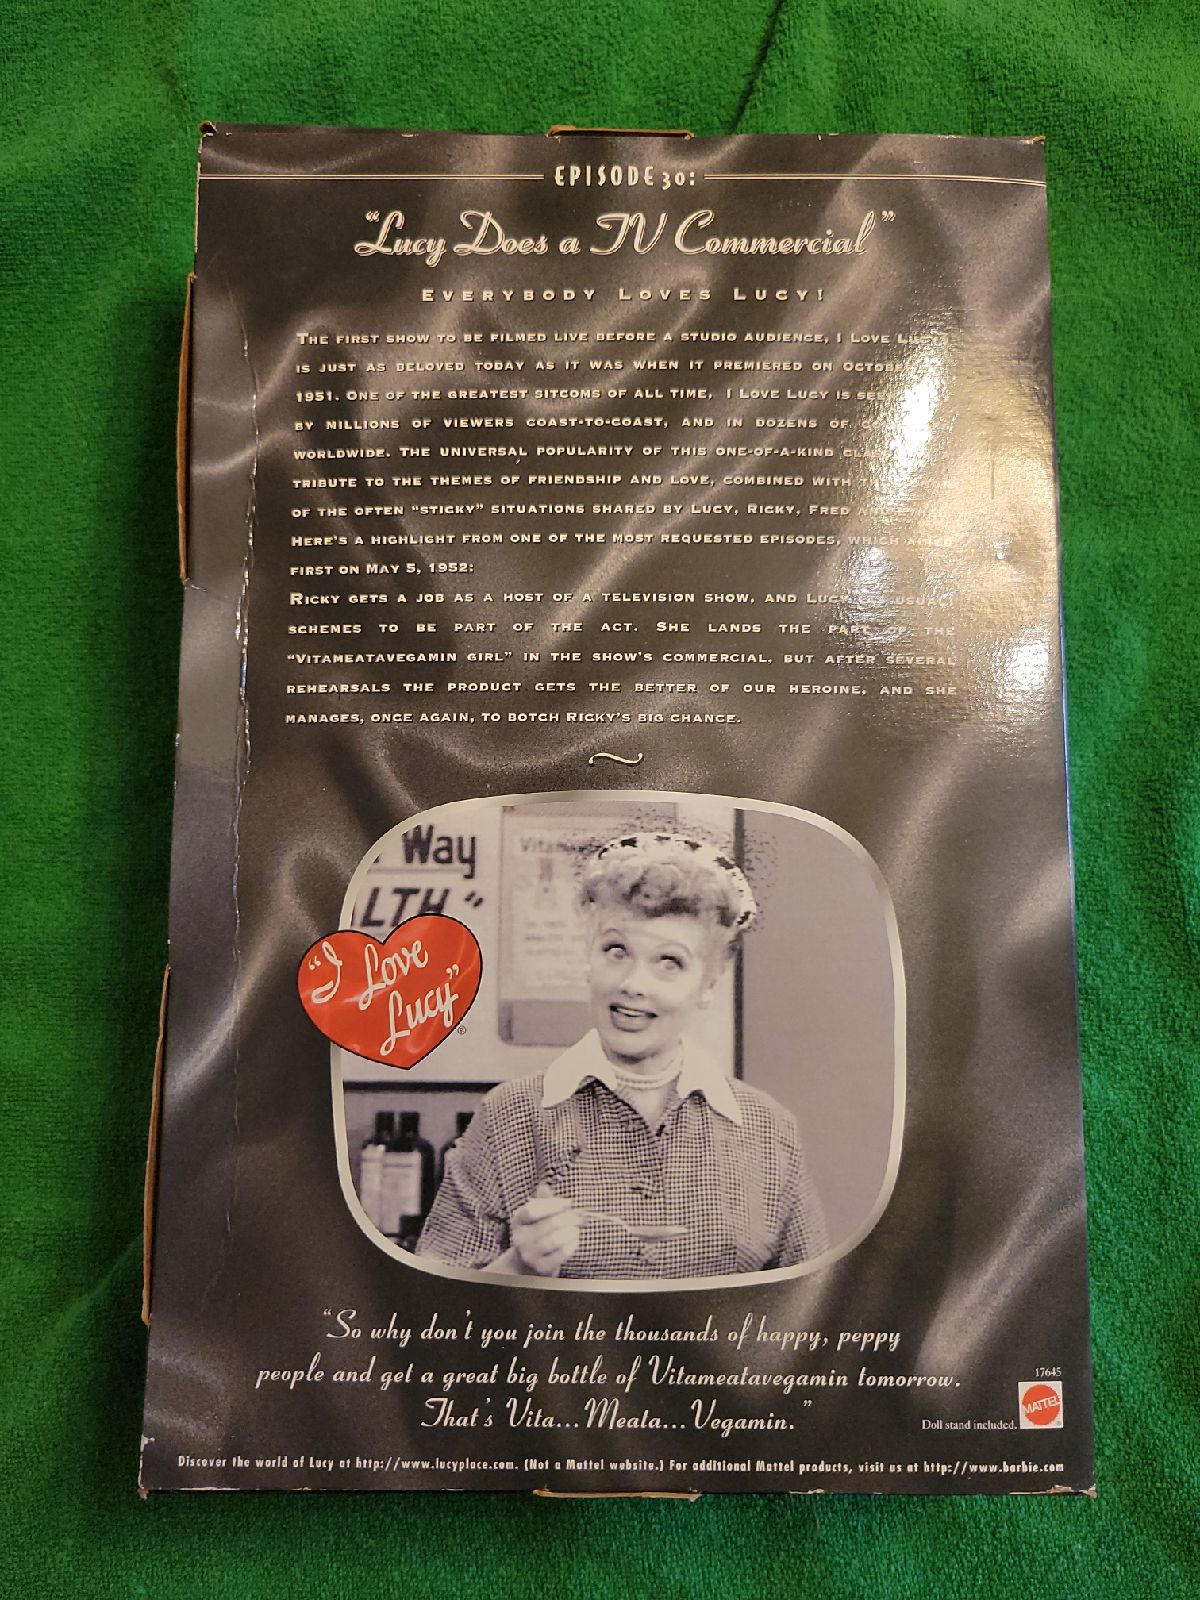 EPISODE 30:
"Lucy Does a TV Commercial"
EVERYBODY LOVES LUCY!
THE FIRST SHOW TO BE FILMED LIVE BEFORE A STUDIO AUDIENCE, I LOVE
IS JUST AS BELOVED TODAY AS IT WAS WHEN IT PREMIERED ON
1951. ONE OF THE GREATEST SITCOMS OF ALL TIME, I LOVE LUCY IS
BY MILLIONS OF VIEWERS COAST-TO-COAST, AND IN DOZENS OF
WORLDWIDE. THE UNIVERSAL POPULARITY OF THIS ONE-OF-A-KIND
TRIBUTE TO THE THEMES OF FRIENDSHIP AND LOVE, COMBINED WITH
OF THE OFTEN "STICKY" SITUATIONS SHARED BY LUCY, RICKY, FRED
HERE'S A HIGHLIGHT FROM ONE OF THE MOST REQUESTED EPISODES, WHICH AIRED
FIRST ON MAY 5, 1952:
RICKY GETS A JOB AS A HOST OF A TELEVISION SHOW, AND
SCHEMES TO BE PART OF THE ACT. SHE LANDS THE PART OF THE
"VITAMEATAVEGAMIN GIRL" IN THE SHOW'S COMMERCIAL, BUT AFTER SEVERAL
REHEARSALS THE PRODUCT GETS THE BETTER OF OUR HEROINE, AND SHE
MANAGES, ONCE AGAIN, TO BOTCH RICKY'S BIG CHANCE.
Way
LTH"
"I Love Lucy"®
"So why don't you join the thousands of happy, peppy
people and get a great big bottle of Vitameatavegamin tomorrow.
That's Vita...Meata...Vegamin."
17645
MATTEL
Doll stand included.
Discover the world of Lucy at http://www.lucyplace.com. (Not a Mattel website.) For additional Mattel products, visit us at http://www.barbie.com